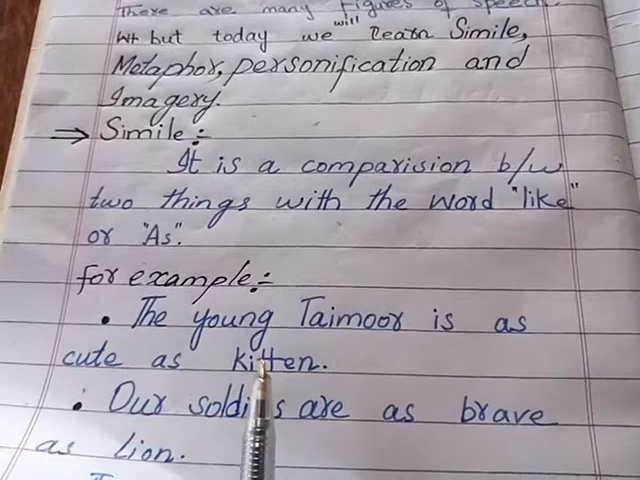 There are many Figures of speech.
but today we will learn Simile,
Metaphor, personification and
Imagery.
⇒ Simile:-
It is a comparision b/w
two things with the word "like"
or "As".
for example:-
• The young Taimoor is as
cute as kitten.
• Our soldi s are as brave
as Lion.